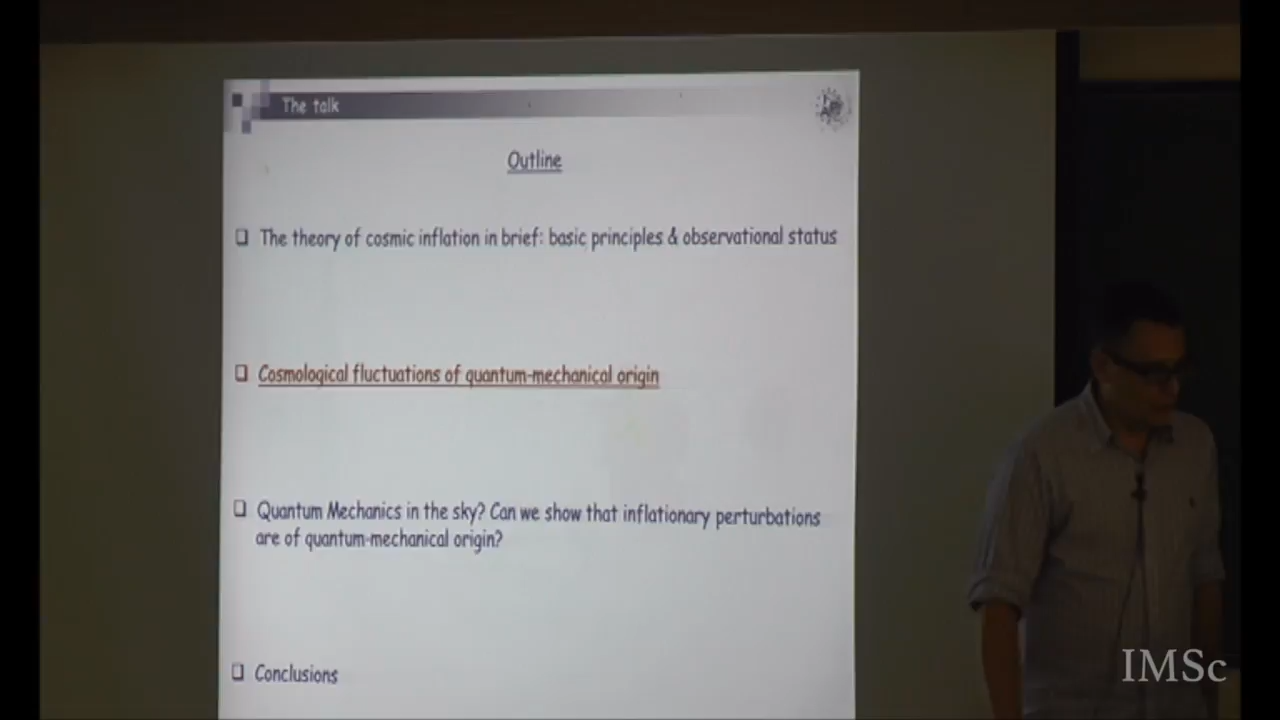 The talk
Outline
The theory of cosmic inflation in brief: basic principles & observational status
Cosmological fluctuations of quantum-mechanical origin
Quantum Mechanics in the sky? Can we show that inflationary perturbations
are of quantum-mechanical origin?
Conclusions
IMSc